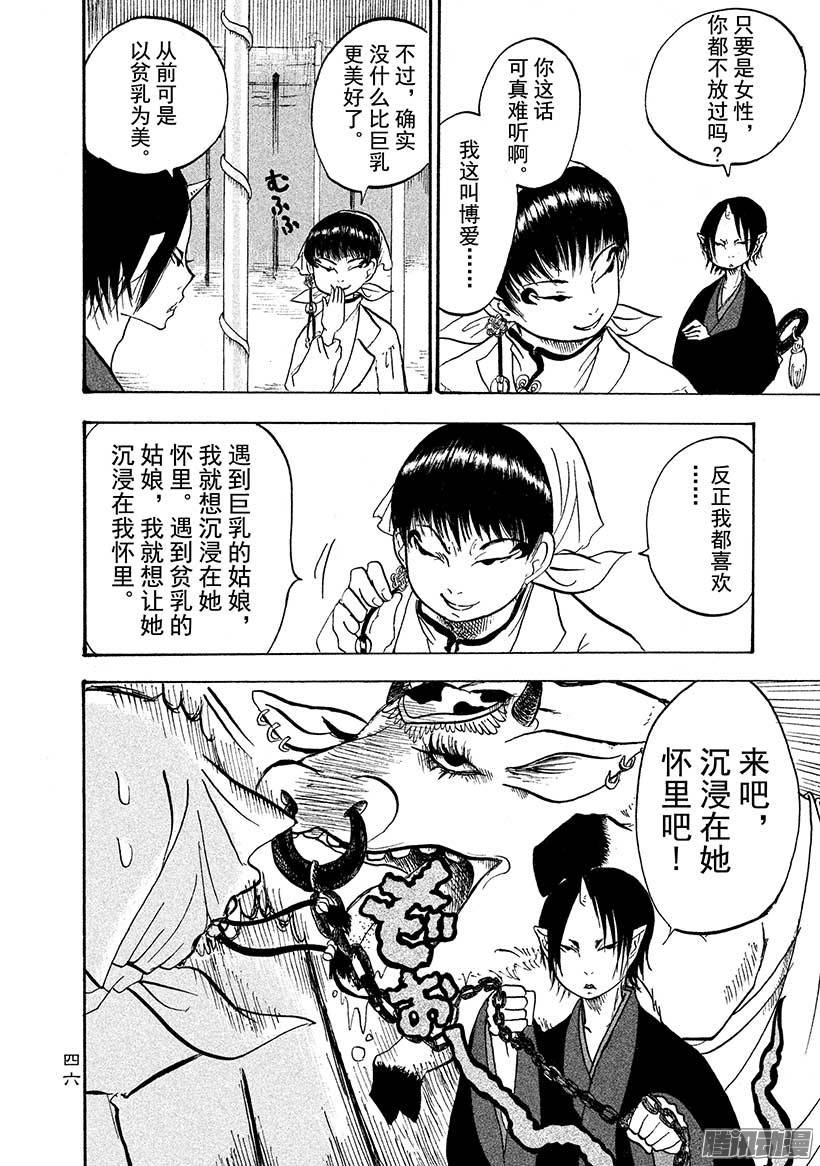 只要是女性，
你都不放过吗？
你这话
可真难听啊。
我这叫博爱……
不过，确实
没什么比巨乳
更美好了。
むふふ
从前可是
以贫乳为美。
反正我都喜欢
……
遇到巨乳的姑娘，
我就想沉浸在她
怀里。遇到贫乳的
姑娘，我就想让她
沉浸在我怀里。
来吧，
沉浸在她
怀里吧！
四六
腾讯动漫